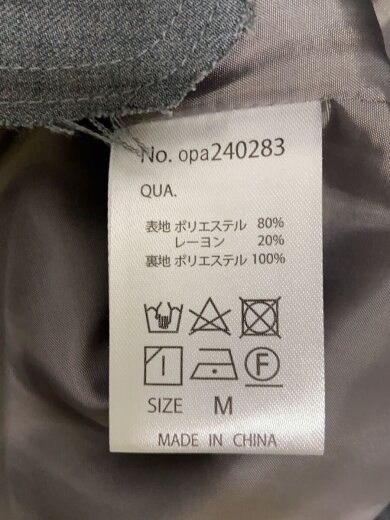 No. opa240283
QUA.
表地 ポリエステル 80%
レーヨン 20%
裏地 ポリエステル 100%
F
SIZE M
MADE IN CHINA